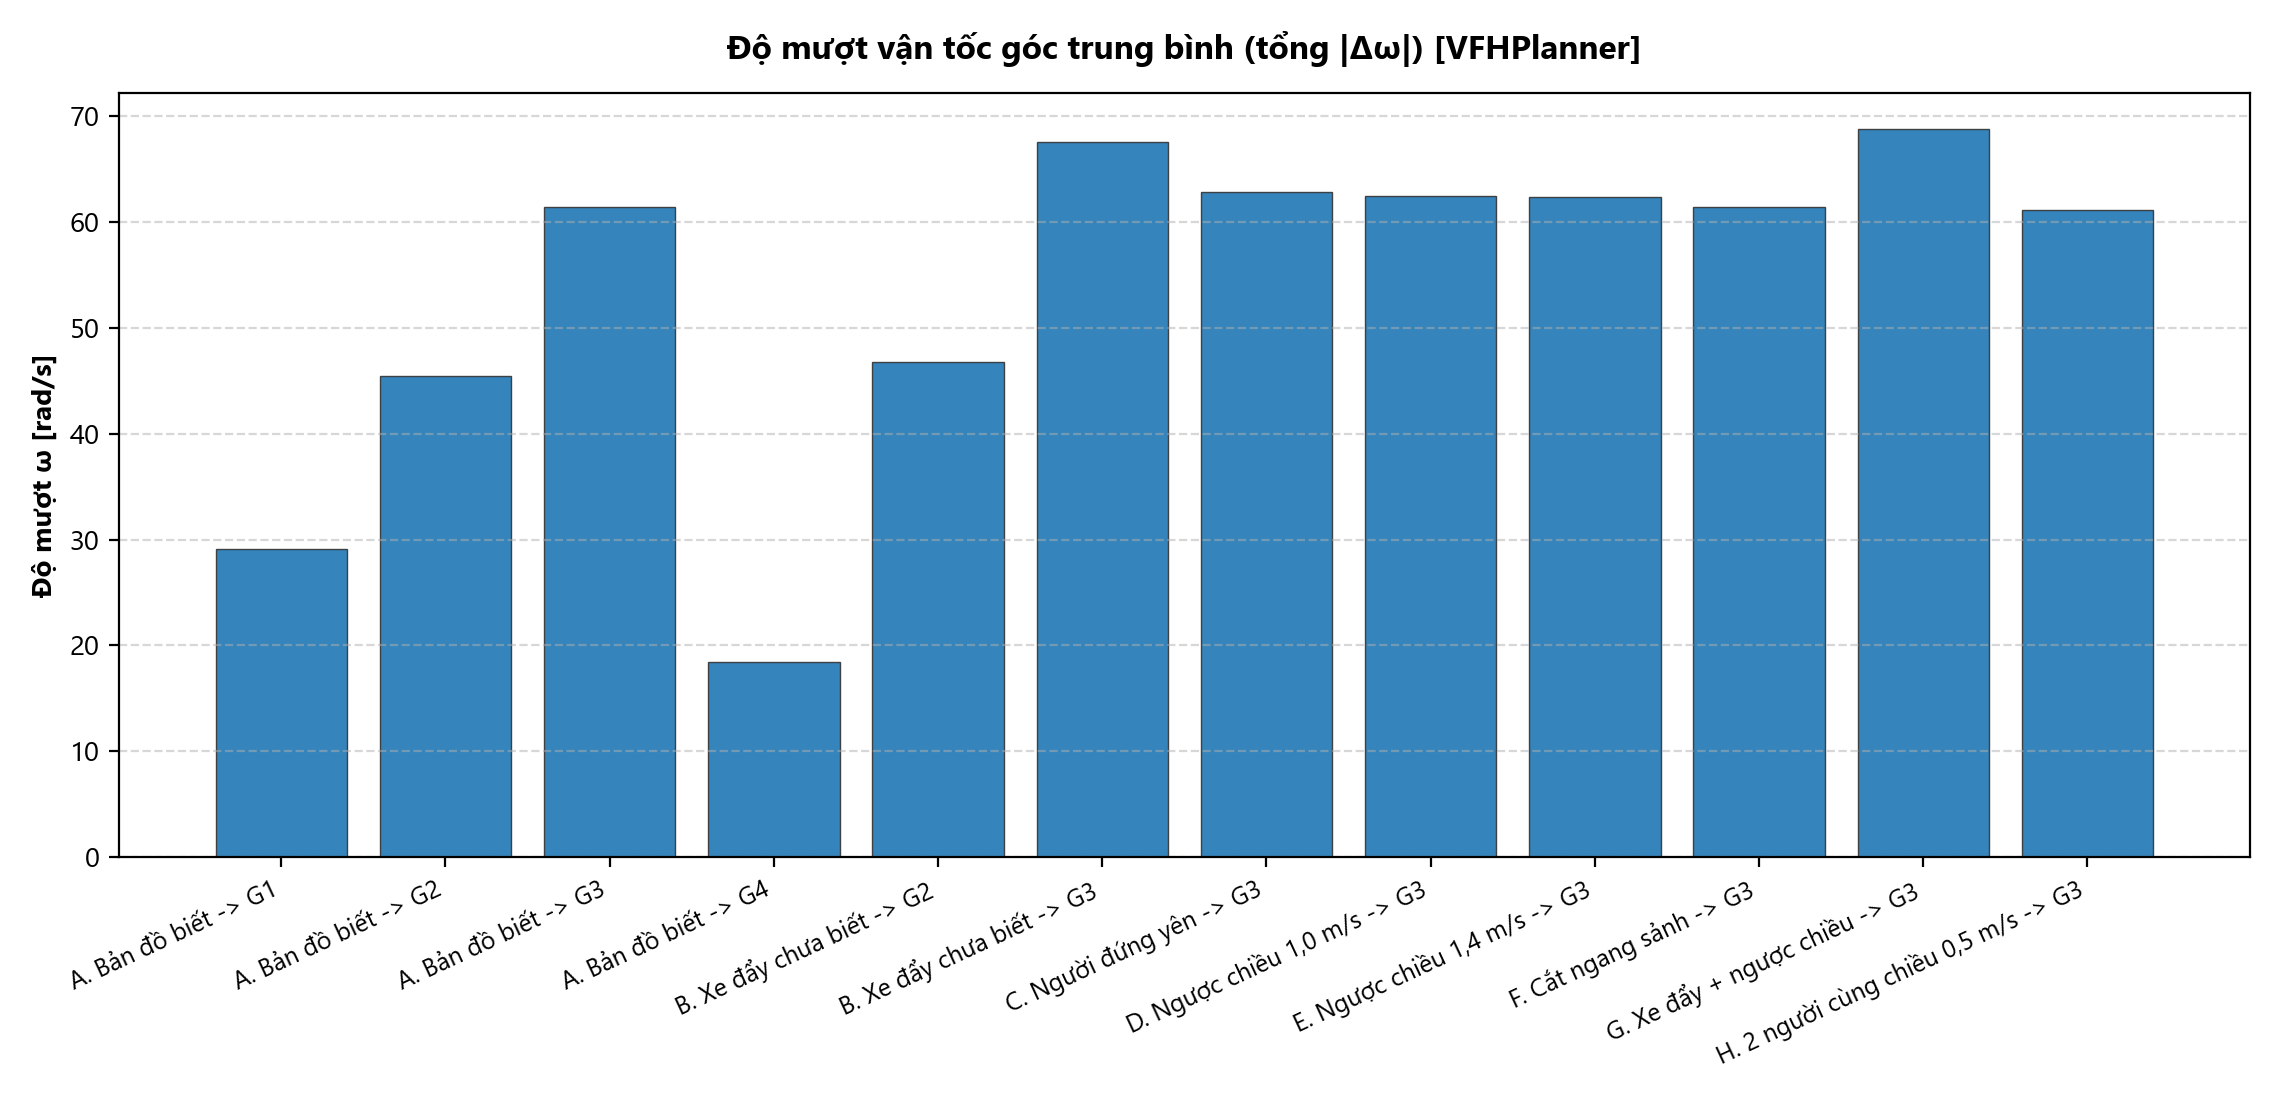 Độ mượt vận tốc góc trung bình (tổng |Δω|) [VFHPlanner]
Độ mượt ω [rad/s]
70
60
50
40
30
20
10
0
A. Bản đồ biết -> G1
A. Bản đồ biết -> G2
A. Bản đồ biết -> G3
A. Bản đồ biết -> G4
B. Xe đẩy chưa biết -> G2
B. Xe đẩy chưa biết -> G3
C. Người đứng yên -> G3
D. Ngược chiều 1,0 m/s -> G3
E. Ngược chiều 1,4 m/s -> G3
F. Cắt ngang sảnh -> G3
G. Xe đẩy + ngược chiều -> G3
H. 2 người cùng chiều 0,5 m/s -> G3